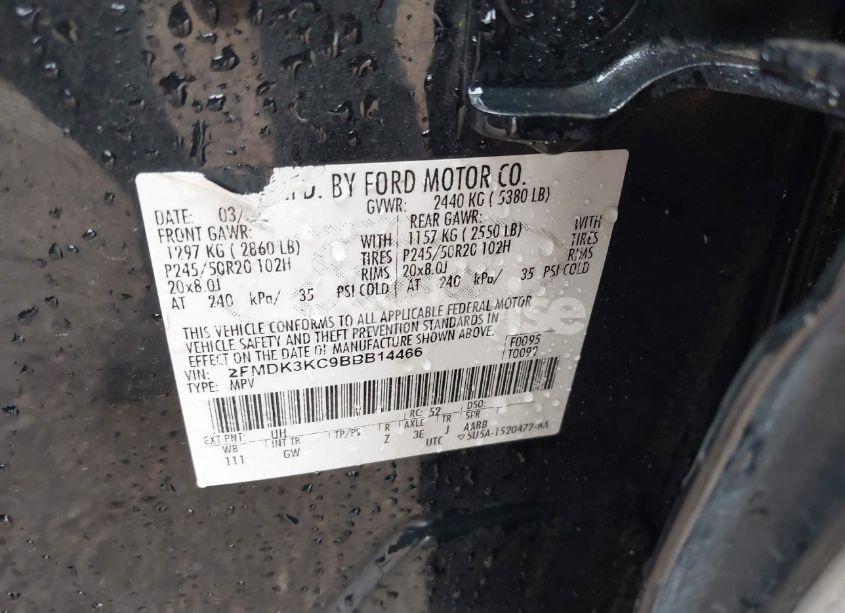 BY FORD MOTOR CO.
DATE: 03/ GVWR: 2440 KG ( 5380 LB)
FRONT GAWR: REAR GAWR:
1297 KG ( 2860 LB) WITH 1157 KG ( 2550 LB) WITH
P245/50R20 102H TIRES P245/50R20 102H TIRES
20x8.0J RIMS 20x8.0J RIMS
AT 240 kPa/ 35 PSI COLD AT 240 kPa/ 35 PSI COLD
THIS VEHICLE CONFORMS TO ALL APPLICABLE FEDERAL MOTOR
VEHICLE SAFETY AND THEFT PREVENTION STANDARDS IN
EFFECT ON THE DATE OF MANUFACTURE SHOWN ABOVE.
VIN: 2FMDK3KC9BBB14466 F0095
TYPE: MPV T0092
RC: 52 DSO:
EXT PNT: UH
WB INT TR TP/PS R AXLE TR SPR
111 GW Z 3E J AABB
UTC ▽5U5A-1520472-AA